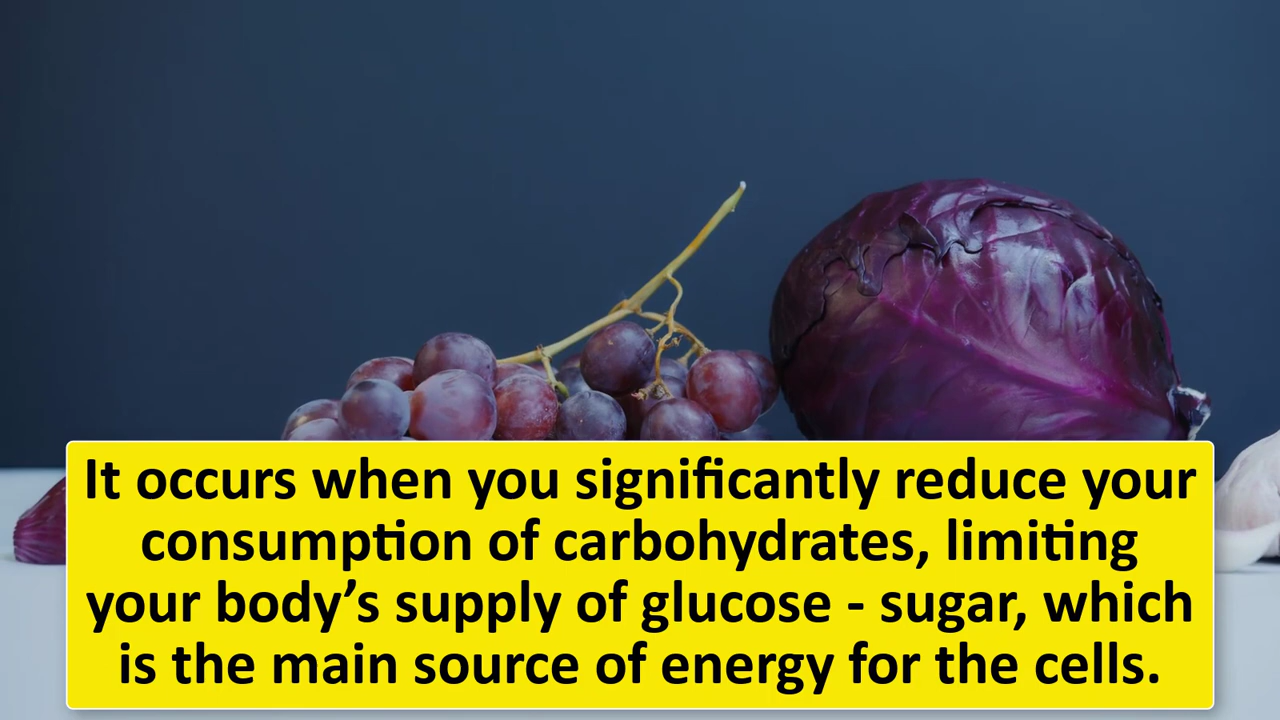 It occurs when you significantly reduce your
consumption of carbohydrates, limiting
your body’s supply of glucose - sugar, which
is the main source of energy for the cells.